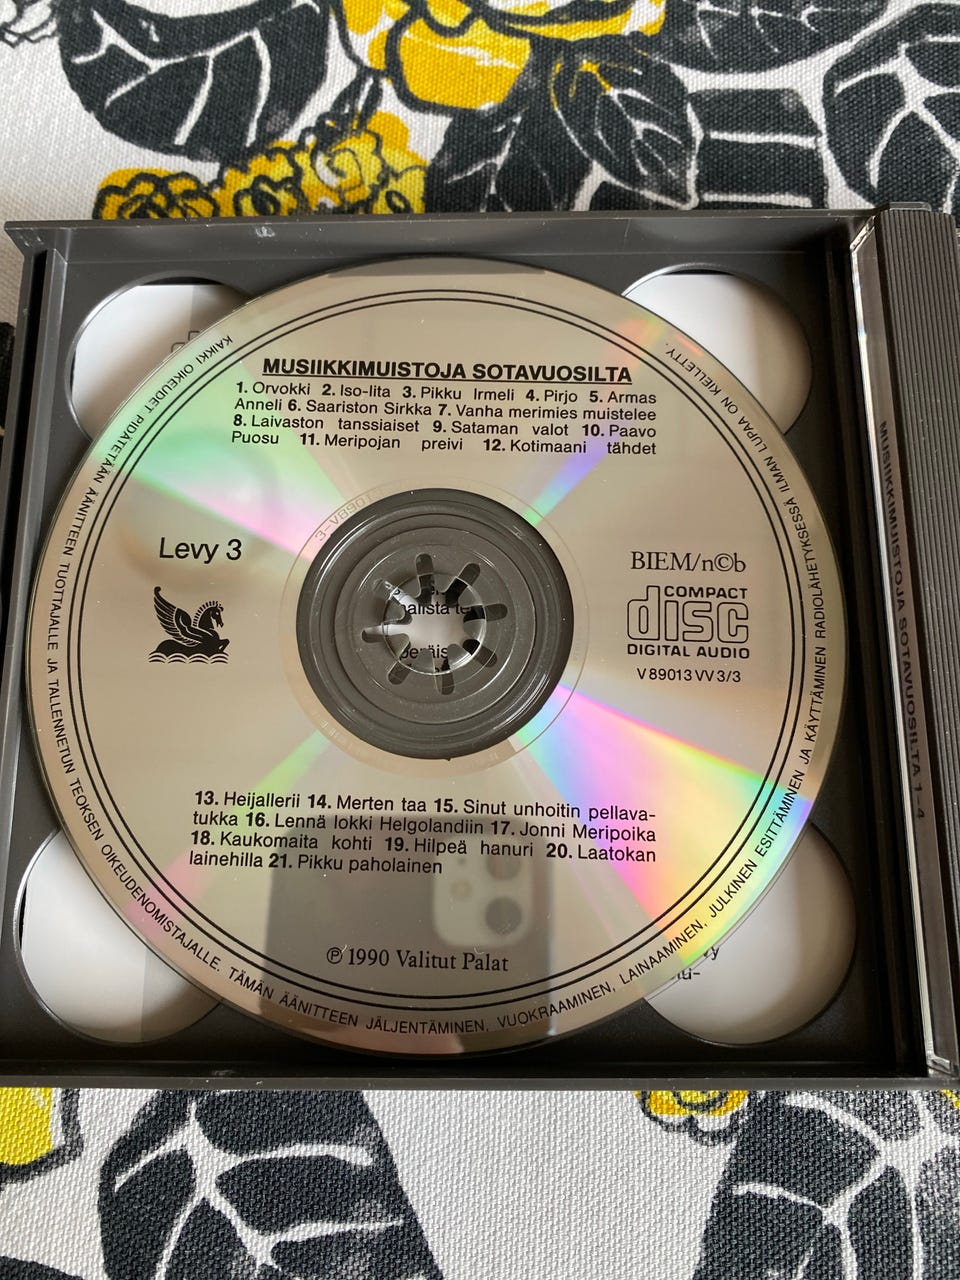 MUSIIKKIMUISTOJA SOTAVUOSILTA
1. Orvokki 2. Iso-Iita 3. Pikku Irmeli 4. Pirjo 5. Armas
Anneli 6. Saariston Sirkka 7. Vanha merimies muistelee
8. Laivaston tanssiaiset 9. Sataman valot 10. Paavo
Puosu 11. Meripojan preivi 12. Kotimaani tähdet
Levy 3
BIEM/n©b
COMPACT
disc
DIGITAL AUDIO
V 89013 VV 3/3
13. Heijallerii 14. Merten taa 15. Sinut unhoitin pellava-
tukka 16. Lennä lokki Helgolandiin 17. Jonni Meripoika
18. Kaukomaita kohti 19. Hilpeä hanuri 20. Laatokan
lainehilla 21. Pikku paholainen
℗ 1990 Valitut Palat
KAIKKI OIKEUDET PIDÄTETÄÄN ÄÄNITTEEN TUOTTAJALLE JA TALLENNETUN TEOKSEN OIKEUDENOMISTAJALLE. TÄMÄN ÄÄNITTEEN JÄLJENTÄMINEN, VUOKRAAMINEN, LAINAAMINEN, JULKINEN ESITTÄMINEN JA KÄYTTÄMINEN RADIOLÄHETYKSESSÄ ILMAN LUPAA ON KIELLETTY.
MUSIIKKIMUISTOJA SOTAVUOSILTA 1-4